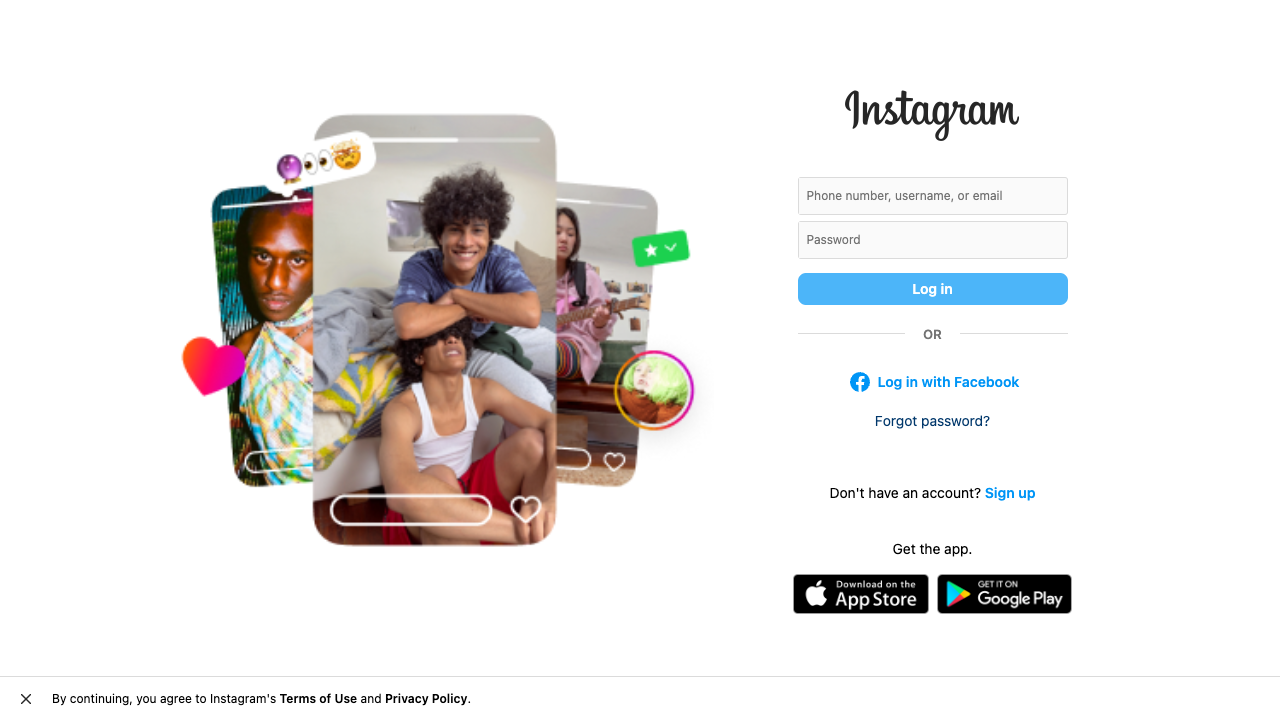 Instagram
Phone number, username, or email
Password
Log in
OR
Log in with Facebook
Forgot password?
Don't have an account? Sign up
Get the app.
Download on the
App Store
GET IT ON
Google Play
By continuing, you agree to Instagram's Terms of Use and Privacy Policy.